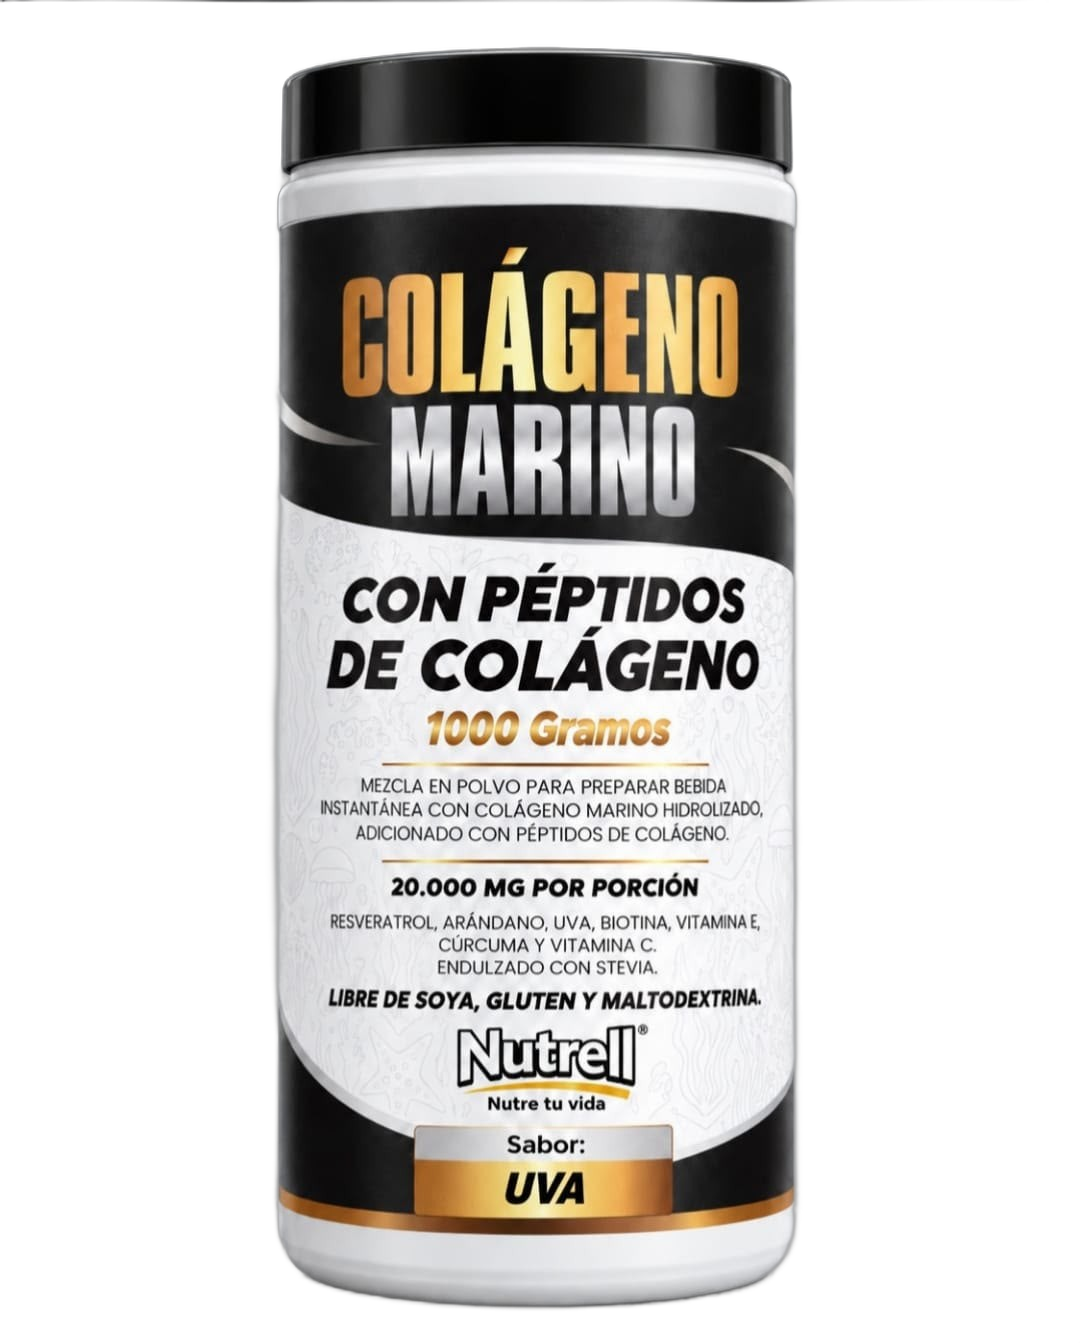 COLÁGENO
MARINO
CON PÉPTIDOS
DE COLÁGENO
1000 Gramos
MEZCLA EN POLVO PARA PREPARAR BEBIDA
INSTANTÁNEA CON COLÁGENO MARINO HIDROLIZADO,
ADICIONADO CON PÉPTIDOS DE COLÁGENO.
20.000 MG POR PORCIÓN
RESVERATROL, ARÁNDANO, UVA, BIOTINA, VITAMINA E,
CÚRCUMA Y VITAMINA C.
ENDULZADO CON STEVIA.
LIBRE DE SOYA, GLUTEN Y MALTODEXTRINA.
Nutrell®
Nutre tu vida
Sabor:
UVA